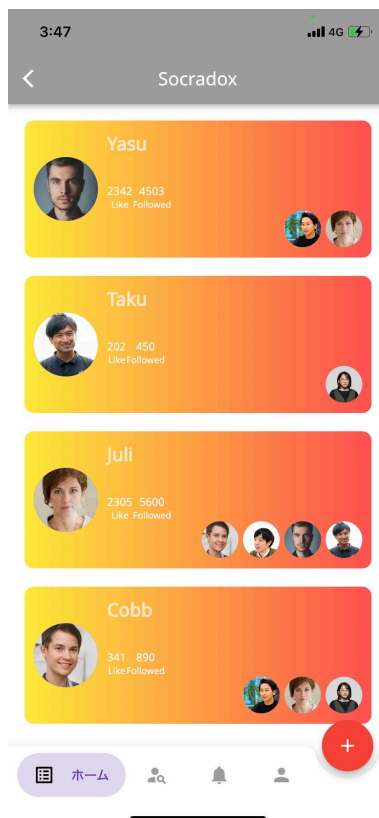 3:47 4G
Socradox
Yasu
2342 4503
Like Followed
Taku
202 450
Like Followed
Juli
2305 5600
Like Followed
Cobb
341 890
Like Followed
+
ホーム